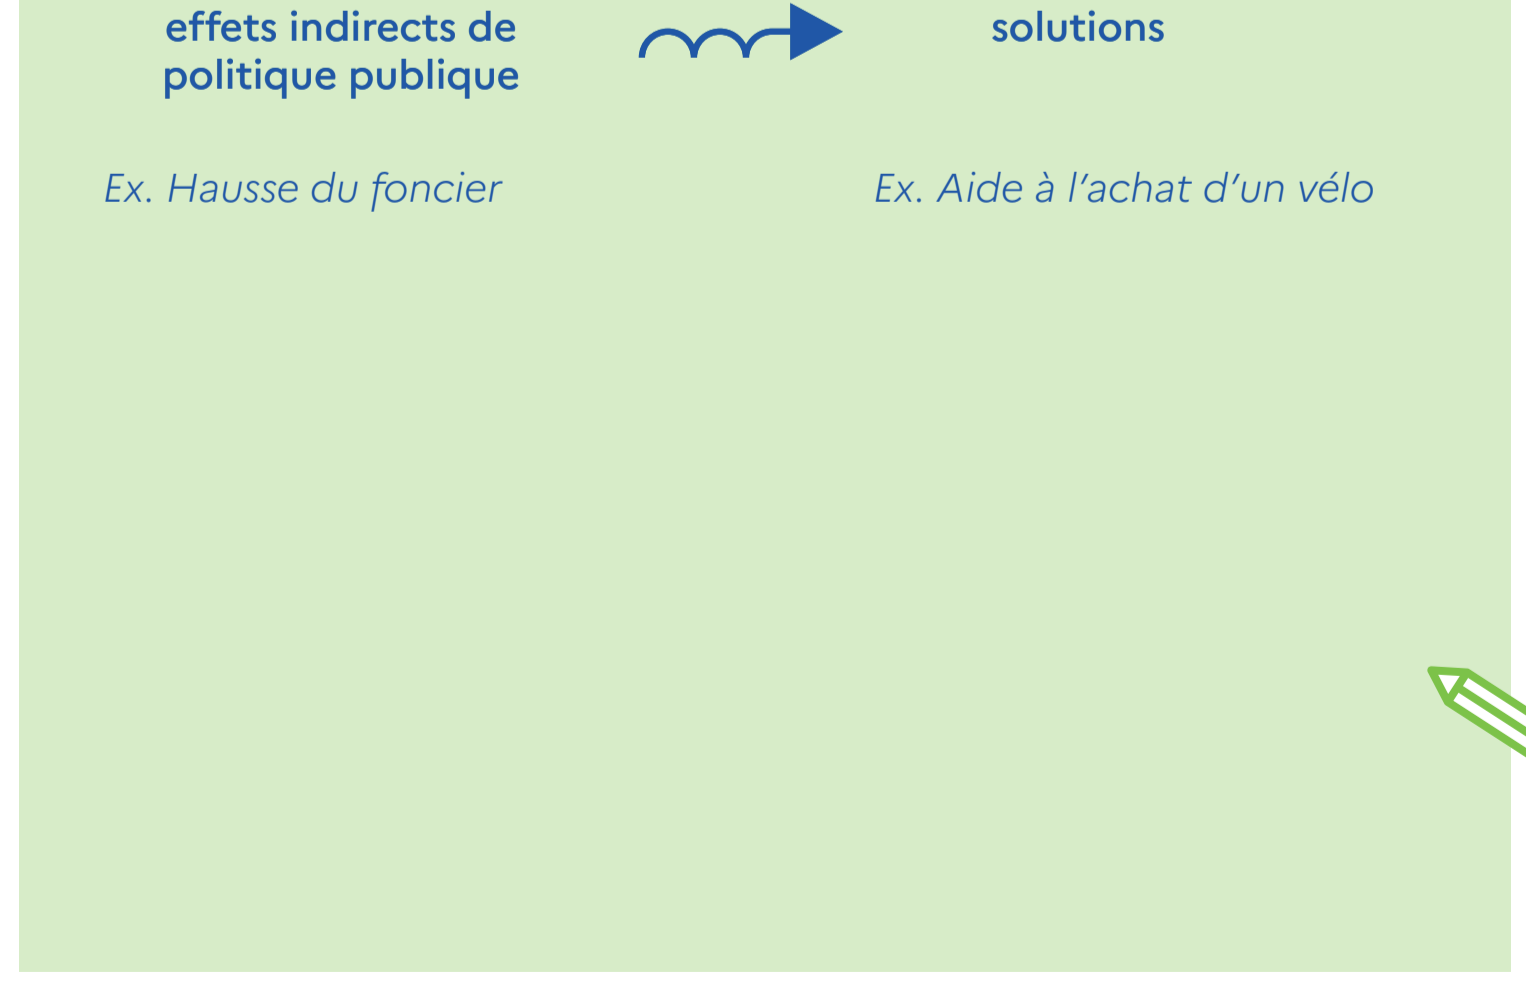 effets indirects de
politique publique
solutions
Ex. Hausse du foncier
Ex. Aide à l’achat d’un vélo